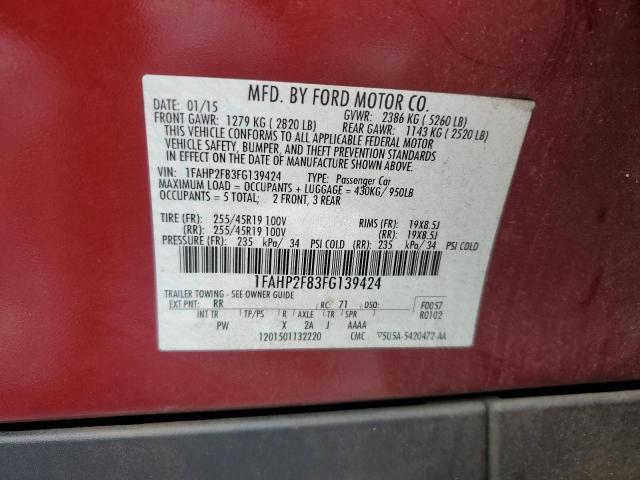 MFD. BY FORD MOTOR CO.
DATE: 01/15 GVWR: 2386 KG ( 5260 LB)
FRONT GAWR: 1279 KG ( 2820 LB) REAR GAWR: 1143 KG ( 2520 LB)
THIS VEHICLE CONFORMS TO ALL APPLICABLE FEDERAL MOTOR
VEHICLE SAFETY, BUMPER, AND THEFT PREVENTION STANDARDS
IN EFFECT ON THE DATE OF MANUFACTURE SHOWN ABOVE.
VIN: 1FAHP2F83FG139424 TYPE: Passenger Car
MAXIMUM LOAD = OCCUPANTS + LUGGAGE = 430KG/ 950LB
OCCUPANTS = 5 TOTAL; 2 FRONT, 3 REAR
TIRE (FR): 255/45R19 100V RIMS (FR): 19X8.5J
(RR): 255/45R19 100V (RR): 19X8.5J
PRESSURE (FR): 235 kPa/ 34 PSI COLD (RR): 235 kPa/ 34 PSI COLD
1FAHP2F83FG139424
TRAILER TOWING - SEE OWNER GUIDE
EXT PNT: RR RC: 71 DSO: F0057
INT TR TP/PS R AXLE TR SPR R0102
PW X 2A J AAAA
1201501132220 CMC